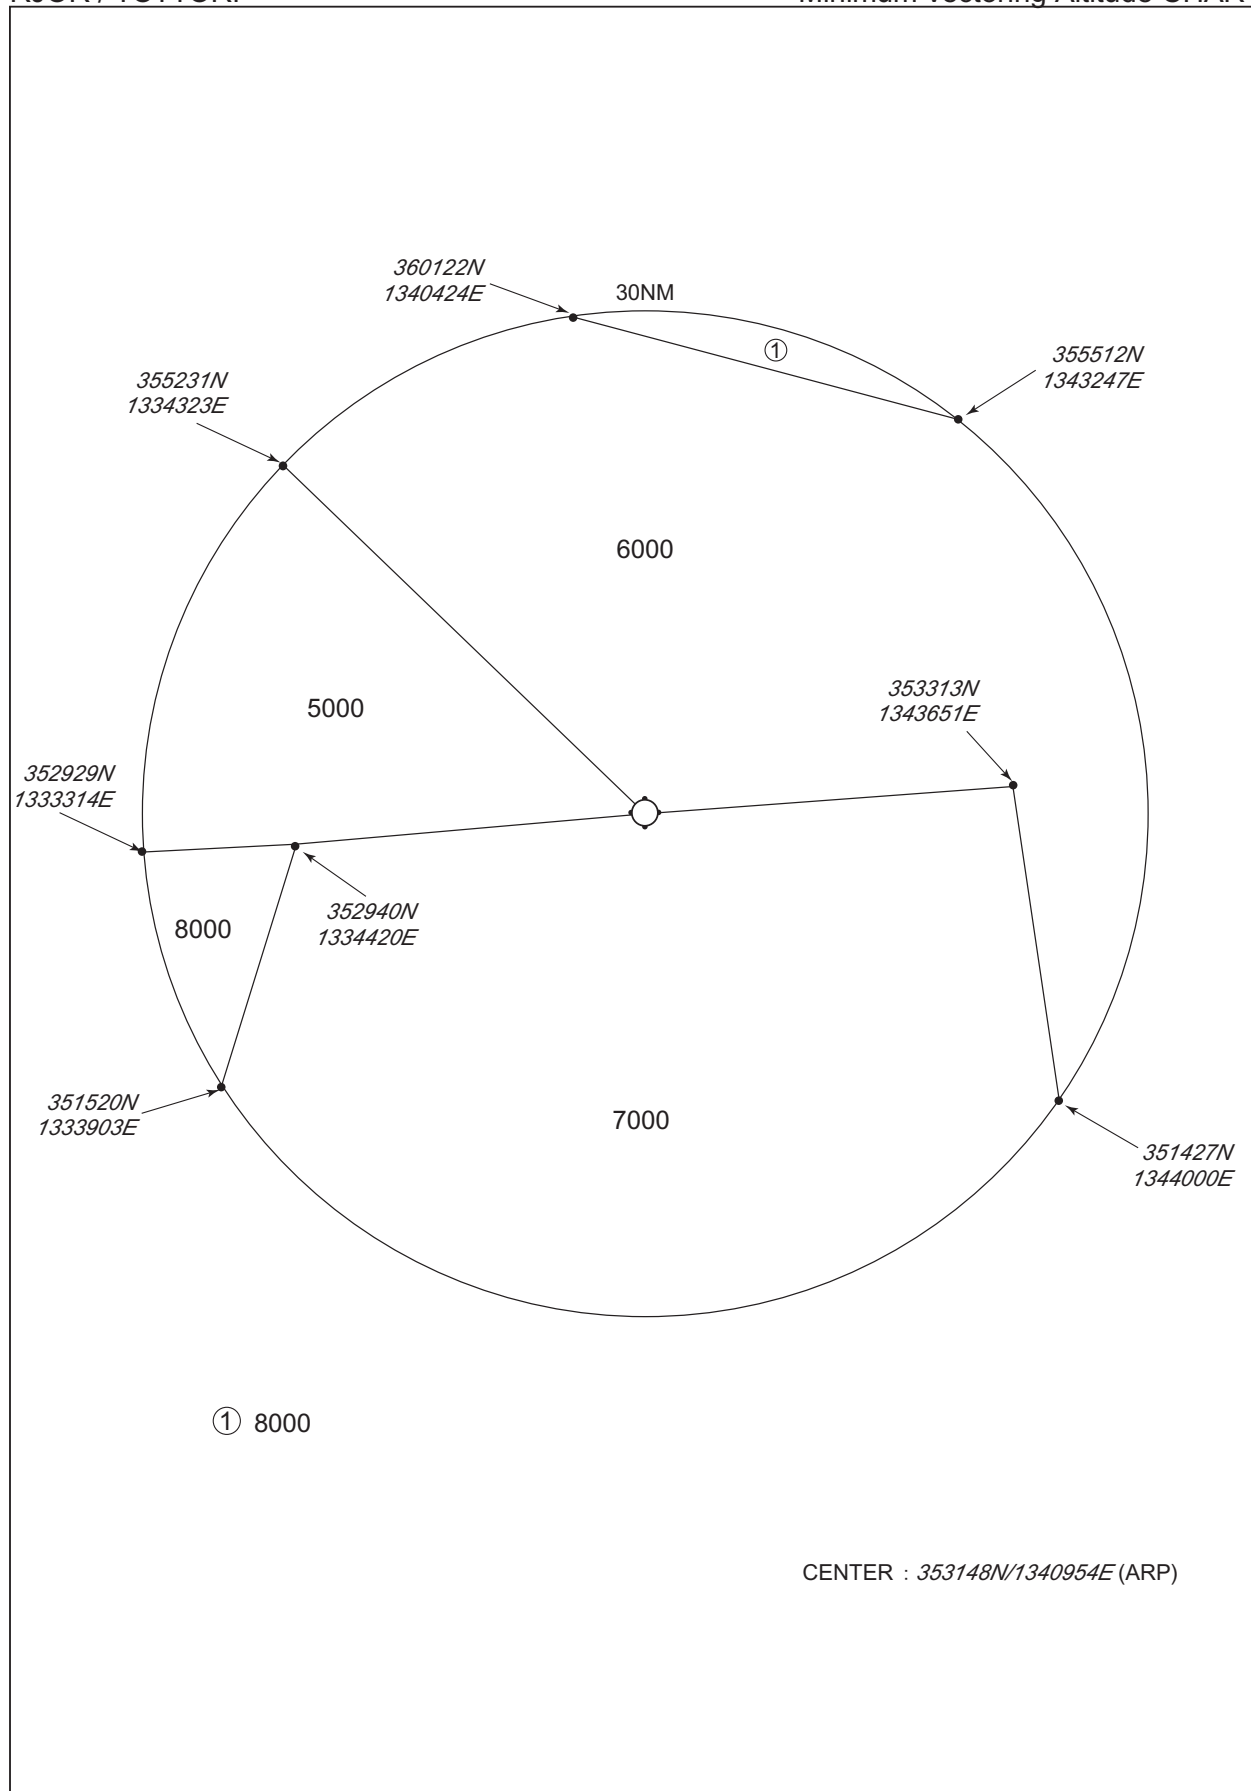 360122N
1340424E
30NM
①
355512N
1343247E
355231N
1334323E
6000
353313N
1343651E
5000
352929N
1333314E
352940N
1334420E
8000
351520N
1333903E
7000
351427N
1344000E
① 8000
CENTER : 353148N/1340954E (ARP)